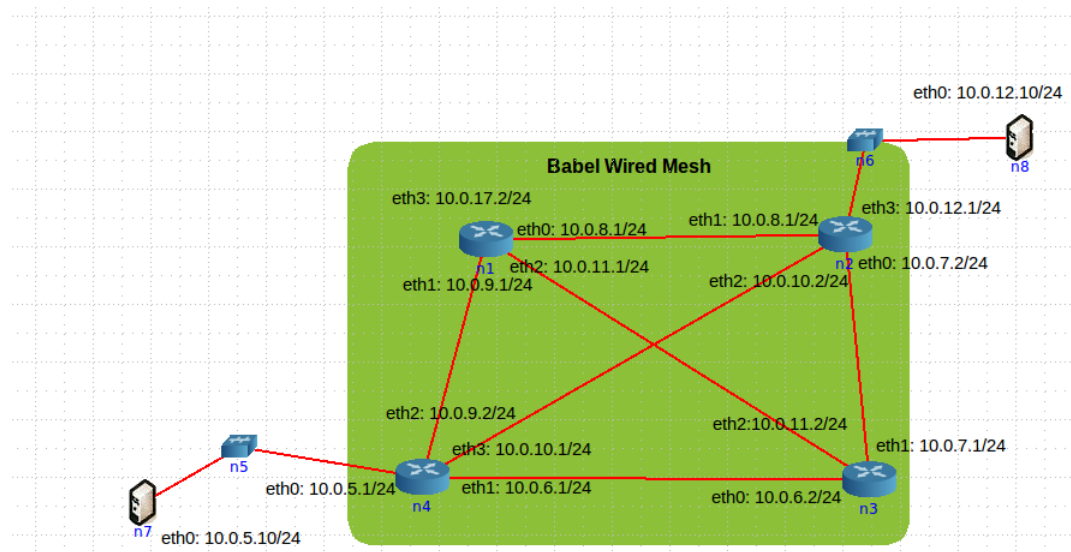 eth0: 10.0.12.10/24
n8
n6
Babel Wired Mesh
eth3: 10.0.17.2/24
eth3: 10.0.12.1/24
eth1: 10.0.8.1/24
eth0: 10.0.8.1/24
n1
n2
eth0: 10.0.7.2/24
eth2: 10.0.11.1/24
eth1: 10.0.9.1/24
eth2: 10.0.10.2/24
eth2: 10.0.9.2/24
eth2:10.0.11.2/24
eth3: 10.0.10.1/24
eth1: 10.0.7.1/24
n5
eth0: 10.0.5.1/24
eth1: 10.0.6.1/24
eth0: 10.0.6.2/24
n4
n3
n7
eth0: 10.0.5.10/24